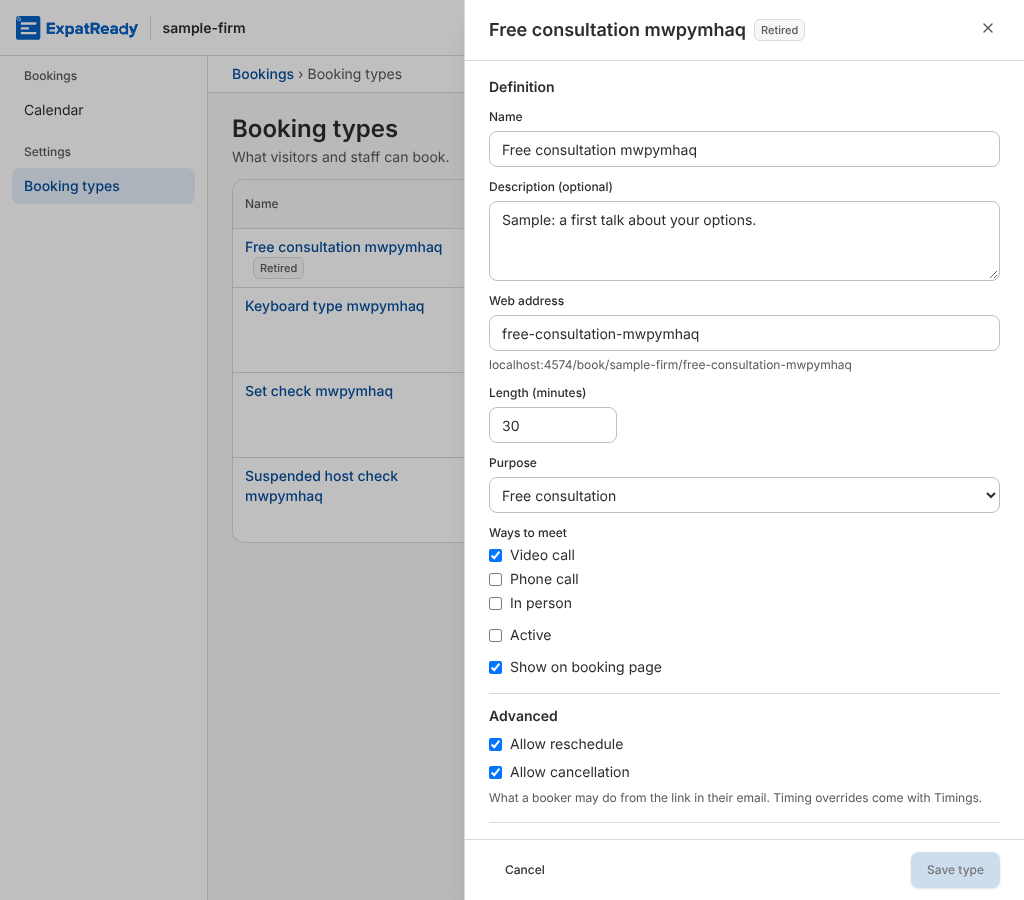 ExpatReady
sample-firm
Bookings
Calendar
Settings
Booking types
Bookings › Booking types
Booking types
What visitors and staff can book.
Name
Free consultation mwpymhaq
Retired
Keyboard type mwpymhaq
Set check mwpymhaq
Suspended host check
mwpymhaq
Free consultation mwpymhaq Retired
Definition
Name
Free consultation mwpymhaq
Description (optional)
Sample: a first talk about your options.
Web address
free-consultation-mwpymhaq
localhost:4574/book/sample-firm/free-consultation-mwpymhaq
Length (minutes)
30
Purpose
Free consultation
Ways to meet
Video call
Phone call
In person
Active
Show on booking page
Advanced
Allow reschedule
Allow cancellation
What a booker may do from the link in their email. Timing overrides come with Timings.
Cancel
Save type